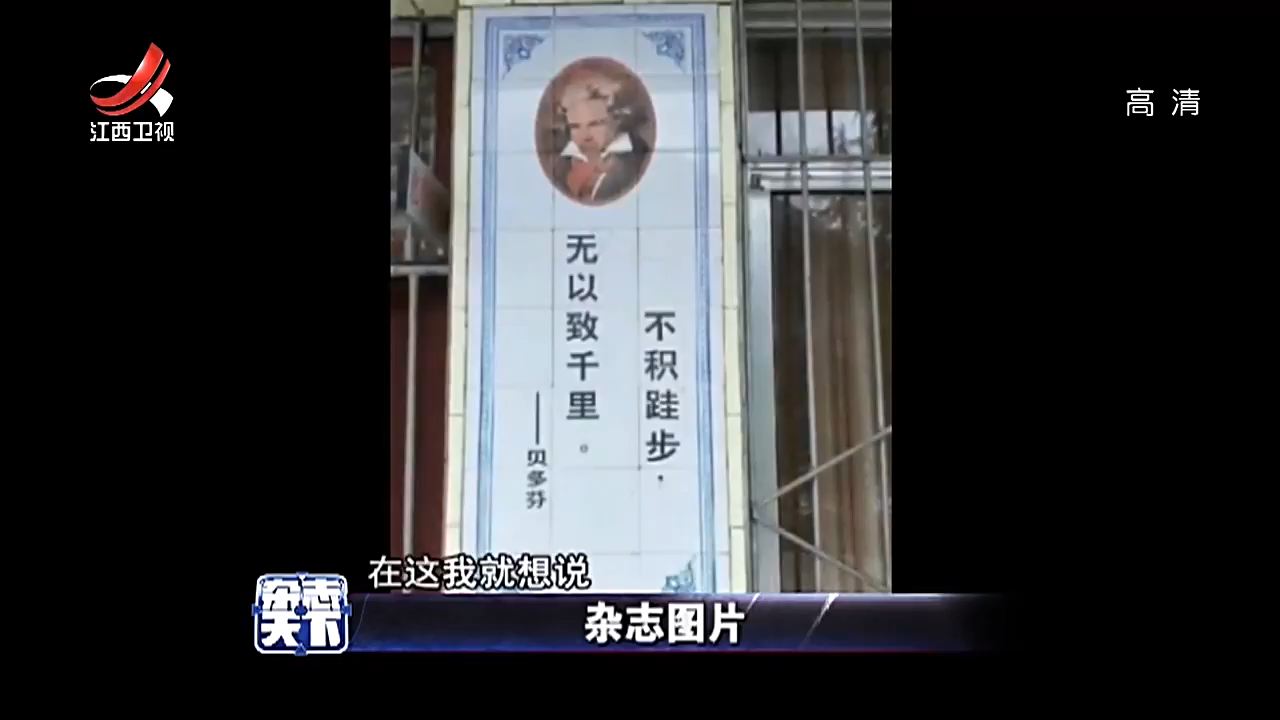 江西卫视
高清
不积跬步，
无以致千里。
——贝多芬
在这我就想说
杂志天下
杂志图片